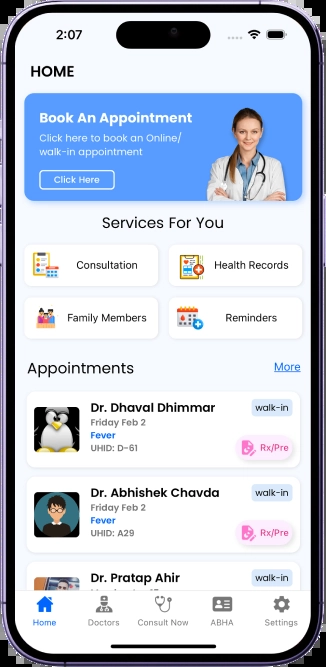 2:07
HOME
Book An Appointment
Click here to book an Online/
walk-in appointment
Click Here
Services For You
Consultation
Health Records
Family Members
Reminders
Appointments
More
Dr. Dhaval Dhimmar
walk-in
Friday Feb 2
Fever
UHID: D-61
Rx/Pre
Dr. Abhishek Chavda
walk-in
Friday Feb 2
Fever
UHID: A29
Rx/Pre
Dr. Pratap Ahir
walk-in
Home
Doctors
Consult Now
ABHA
Settings